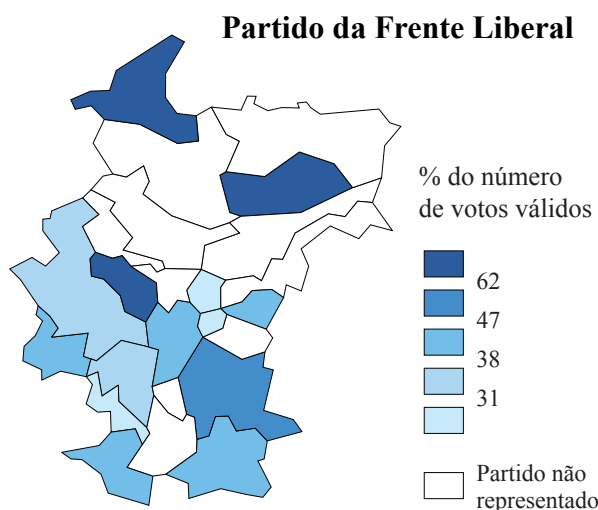 Partido da Frente Liberal
% do número
de votos válidos
62
47
38
31
Partido não
representado